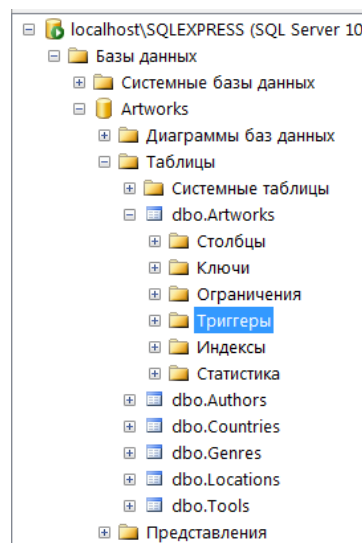 localhost\SQLEXPRESS (SQL Server 10
Базы данных
Системные базы данных
Artworks
Диаграммы баз данных
Таблицы
Системные таблицы
dbo.Artworks
Столбцы
Ключи
Ограничения
Триггеры
Индексы
Статистика
dbo.Authors
dbo.Countries
dbo.Genres
dbo.Locations
dbo.Tools
Представления